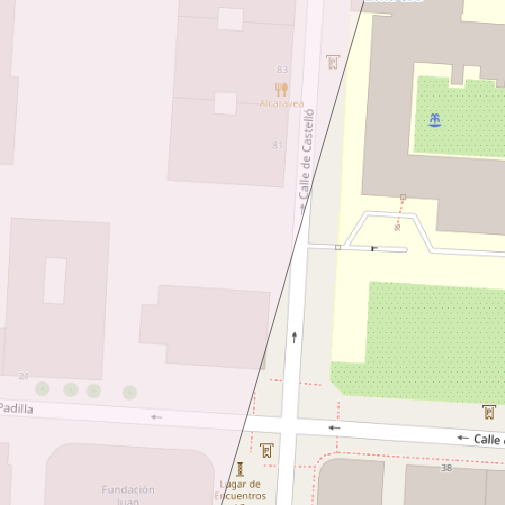 83
Alcaravea
81
Calle de Castelló
27
Padilla
Calle
38
Lugar de
Encuentros
Fundación
Juan